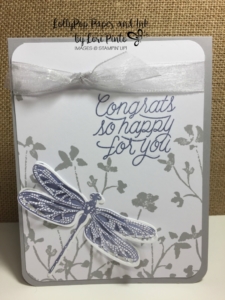 LollyPop Paper and Ink
by Lori Pinto
IMAGES © STAMPIN' UP!
Congrats
so happy
for you